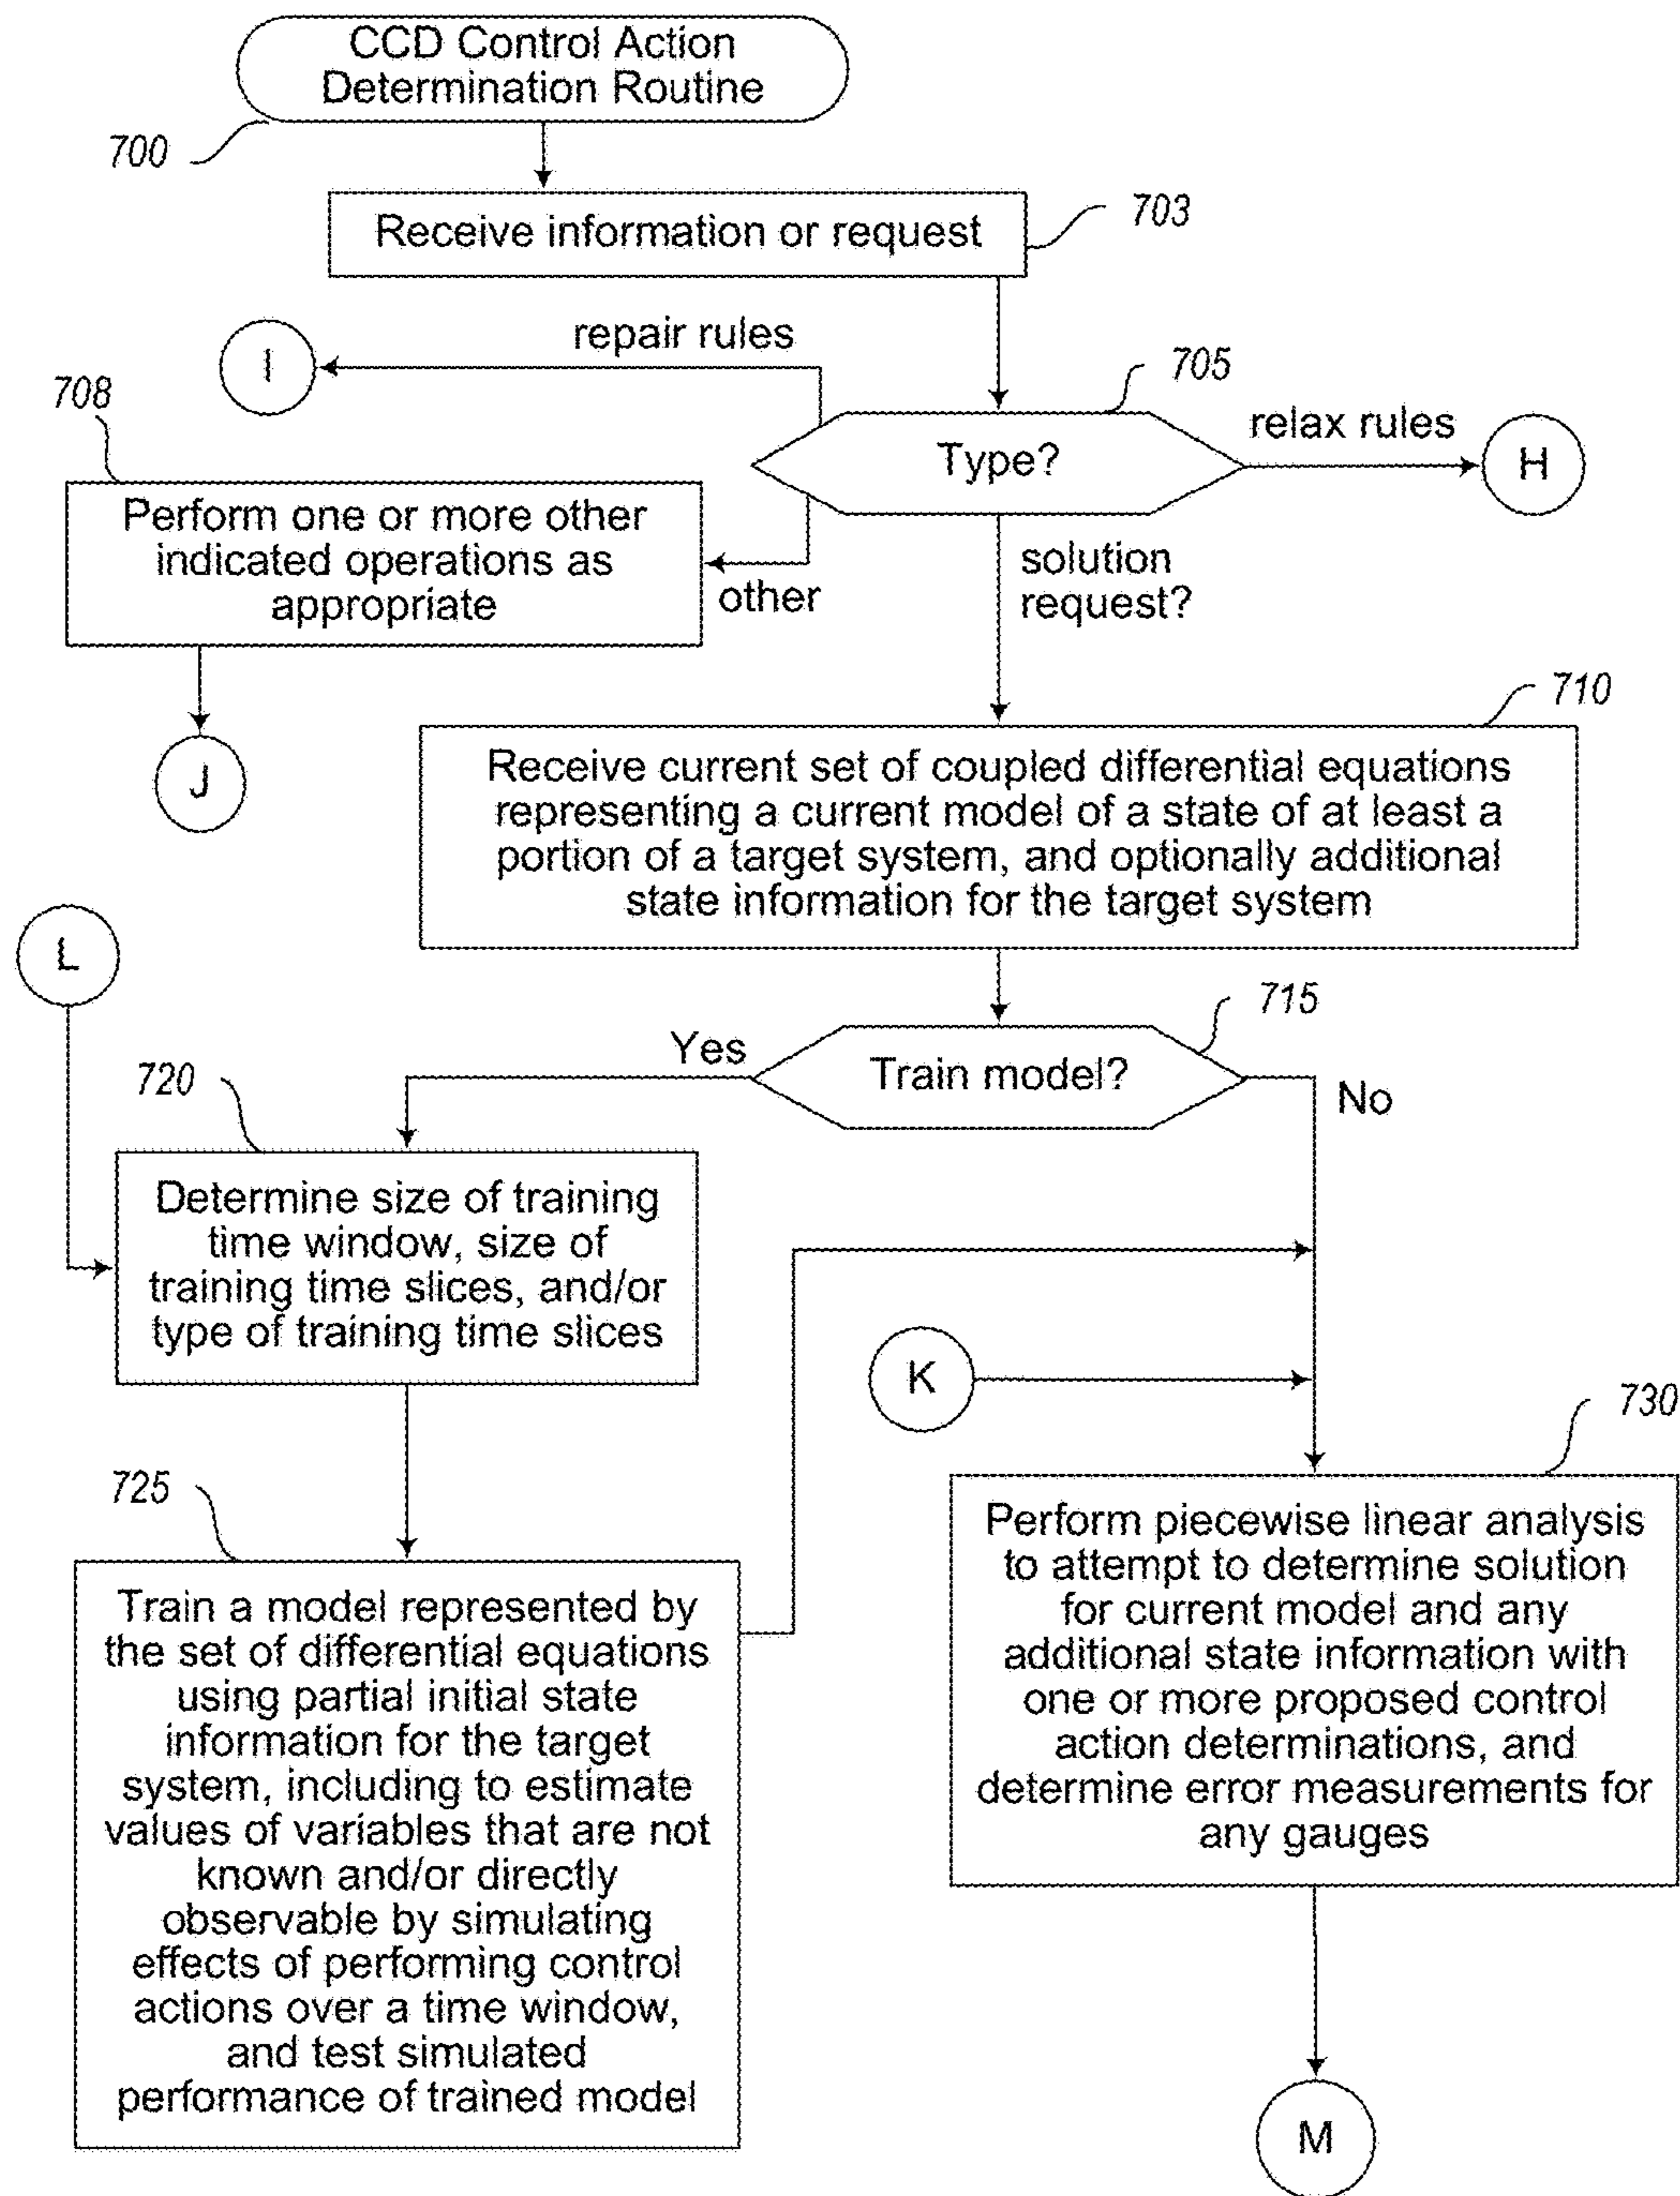 CCD Control Action
Determination Routine
700
Receive information or request
703
repair rules
I
705
708
Type?
relax rules
H
Perform one or more other
indicated operations as
appropriate
other
solution
request?
J
710
Receive current set of coupled differential equations
representing a current model of a state of at least a
portion of a target system, and optionally additional
state information for the target system
L
715
Train model?
Yes
No
720
Determine size of training
time window, size of
training time slices, and/or
type of training time slices
K
725
Train a model represented by
the set of differential equations
using partial initial state
information for the target
system, including to estimate
values of variables that are not
known and/or directly
observable by simulating
effects of performing control
actions over a time window,
and test simulated
performance of trained model
730
Perform piecewise linear analysis
to attempt to determine solution
for current model and any
additional state information with
one or more proposed control
action determinations, and
determine error measurements for
any gauges
M